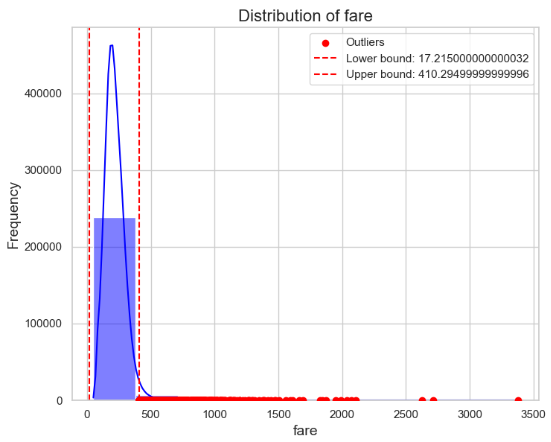 Distribution of fare
Outliers
Lower bound: 17.215000000000032
Upper bound: 410.29499999999996
Frequency
400000
300000
200000
100000
0
0 500 1000 1500 2000 2500 3000 3500
fare